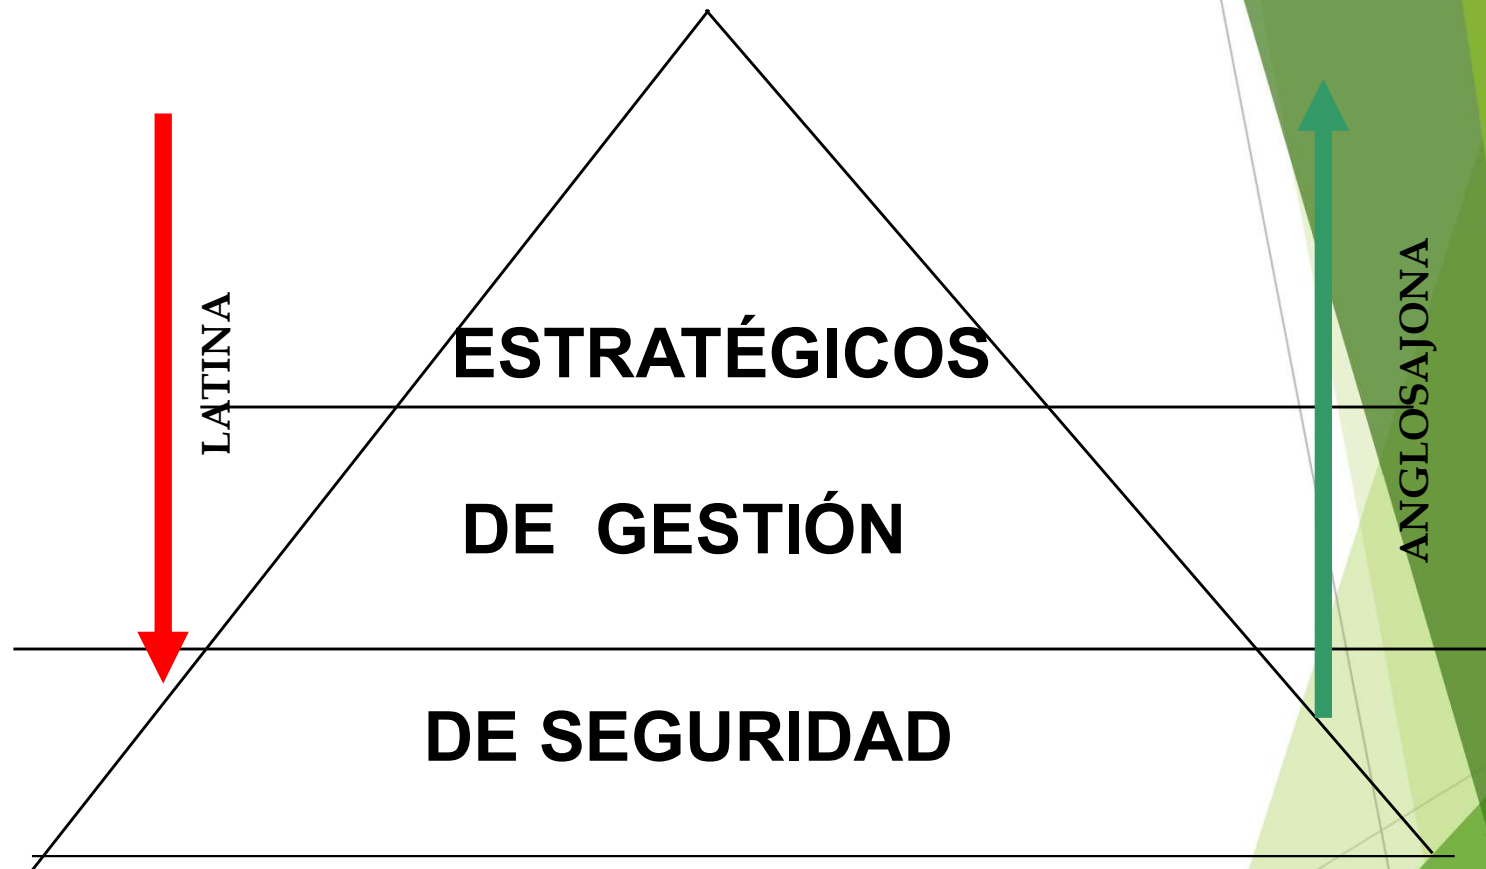 LATINA
ESTRATÉGICOS
ANGLOSAJONA
DE GESTIÓN
DE SEGURIDAD